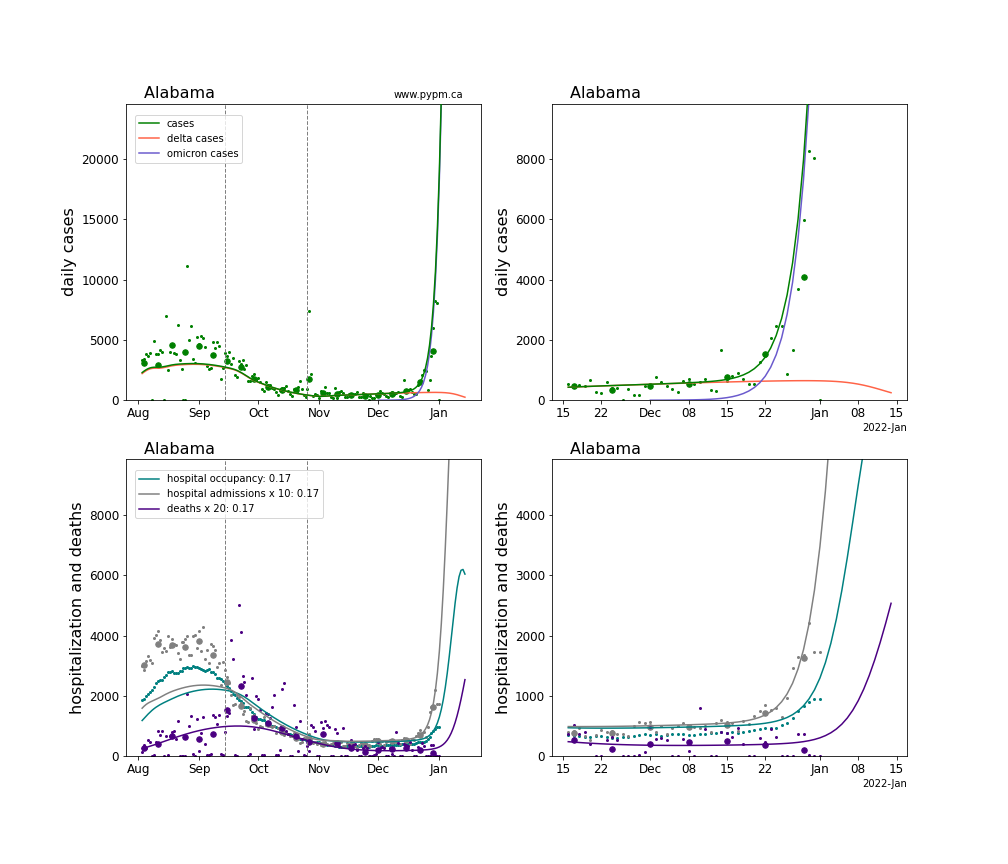 Alabama
www.pypm.ca
daily cases
20000
15000
10000
5000
0
cases
delta cases
omicron cases
Aug
Sep
Oct
Nov
Dec
Jan
Alabama
daily cases
8000
6000
4000
2000
0
15
22
Dec
08
15
22
Jan
08
15
2022-Jan
Alabama
hospitalization and deaths
8000
6000
4000
2000
0
hospital occupancy: 0.17
hospital admissions x 10: 0.17
deaths x 20: 0.17
Aug
Sep
Oct
Nov
Dec
Jan
Alabama
hospitalization and deaths
4000
3000
2000
1000
0
15
22
Dec
08
15
22
Jan
08
15
2022-Jan